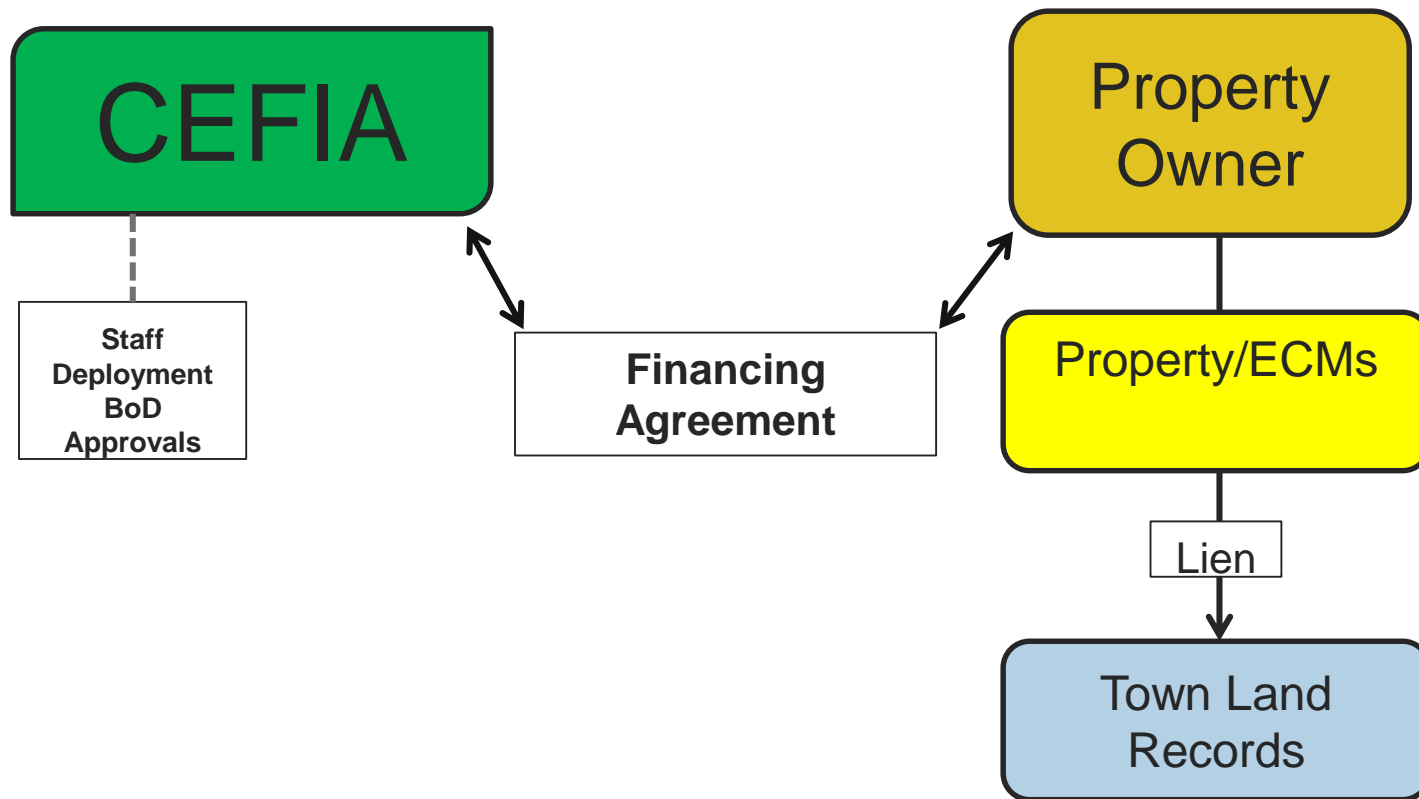 CEFIA
Property
Owner
Staff
Deployment
BoD
Approvals
Financing
Agreement
Property/ECMs
Lien
Town Land
Records